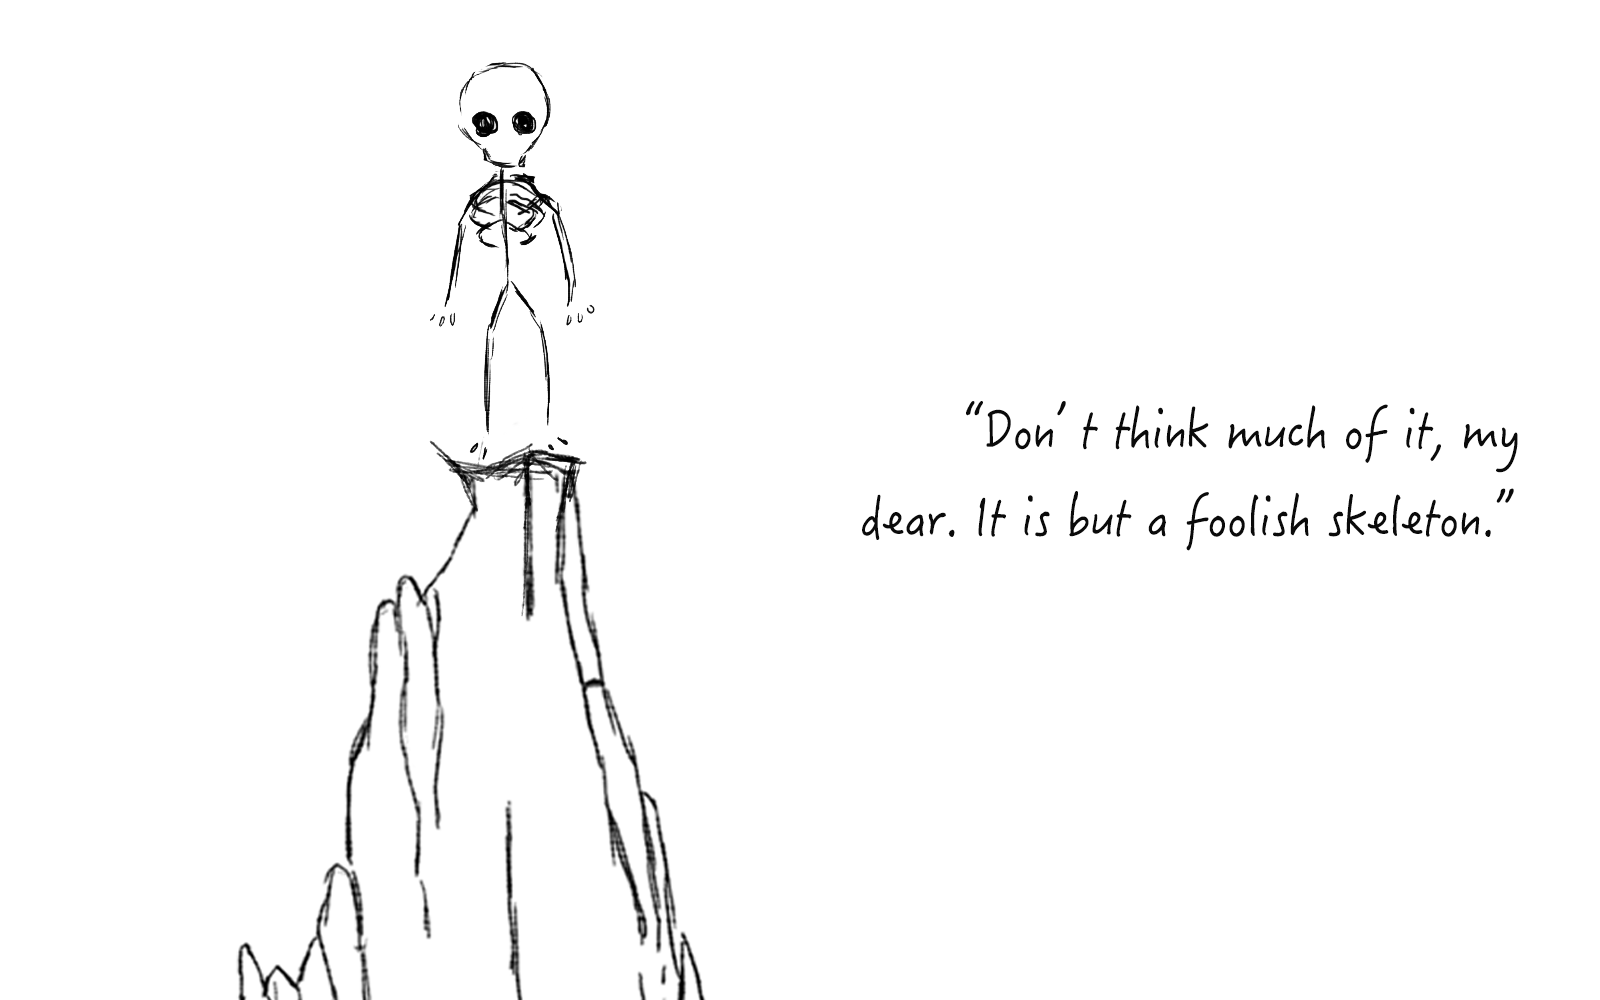 “Don’ t think much of it, my
dear. It is but a foolish skeleton.”